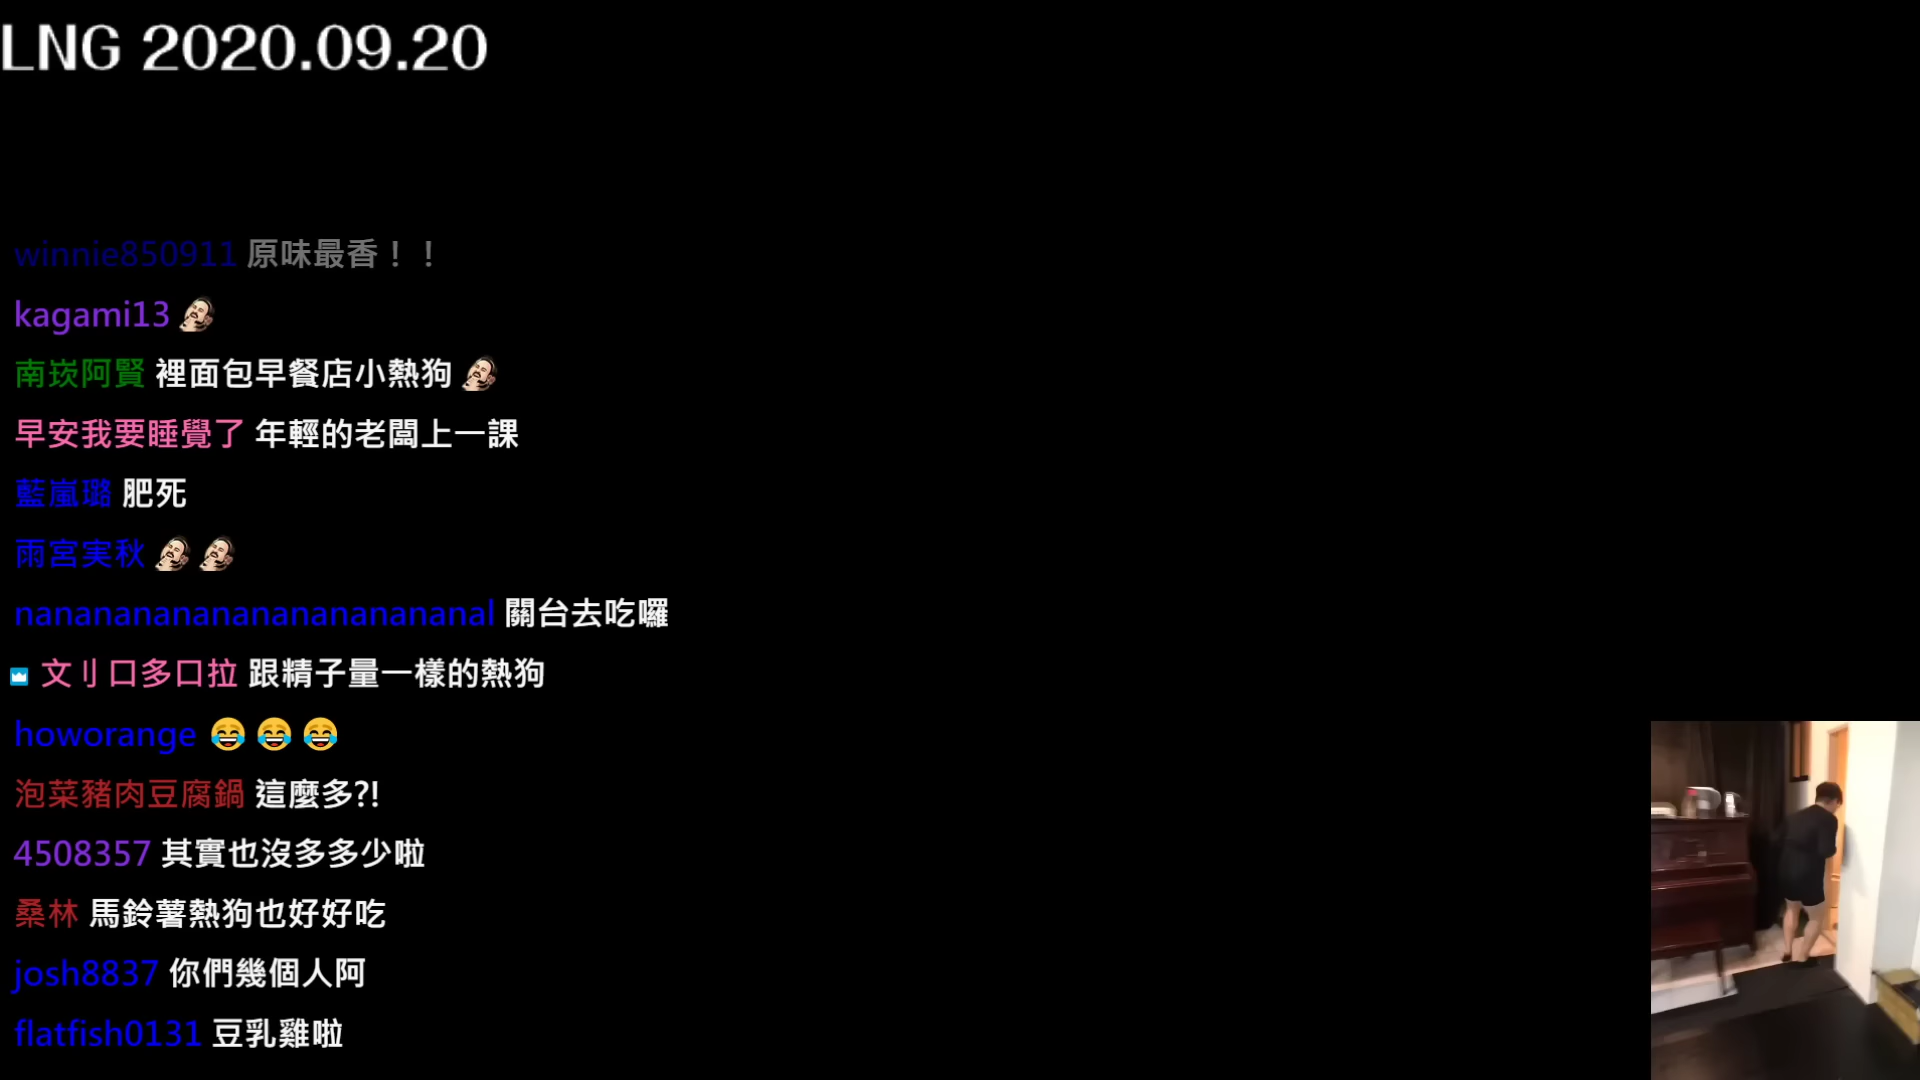 LNG 2020.09.20
winnie850911 原味最香！！
kagami13
南崁阿賢 裡面包早餐店小熱狗
早安我要睡覺了 年輕的老闆上一課
藍嵐璐 肥死
雨宮実秋
nanananananananananananal 關台去吃囉
文刂口多口拉 跟精子量一樣的熱狗
howorange 😂 😂 😂
泡菜豬肉豆腐鍋 這麼多?!
4508357 其實也沒多多少啦
桑林 馬鈴薯熱狗也好好吃
josh8837 你們幾個人阿
flatfish0131 豆乳雞啦